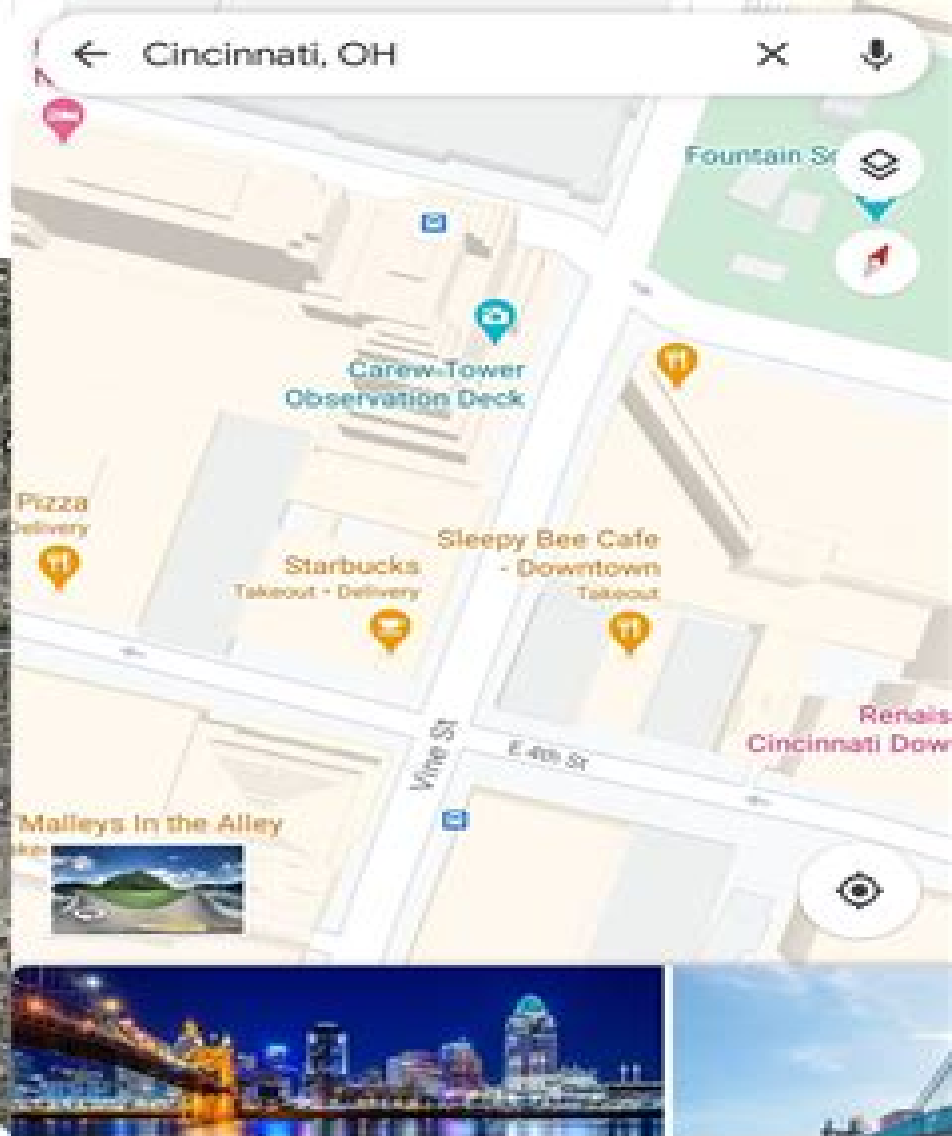 Cincinnati, OH
Fountain
Carew Tower
Observation Deck
Pizza
Delivery
Sleepy Bee Cafe
- Downtown
Takeout
Starbucks
Takeout • Delivery
Renais
Cincinnati Dow
Vine St
E 4th St
'Malleys In the Alley